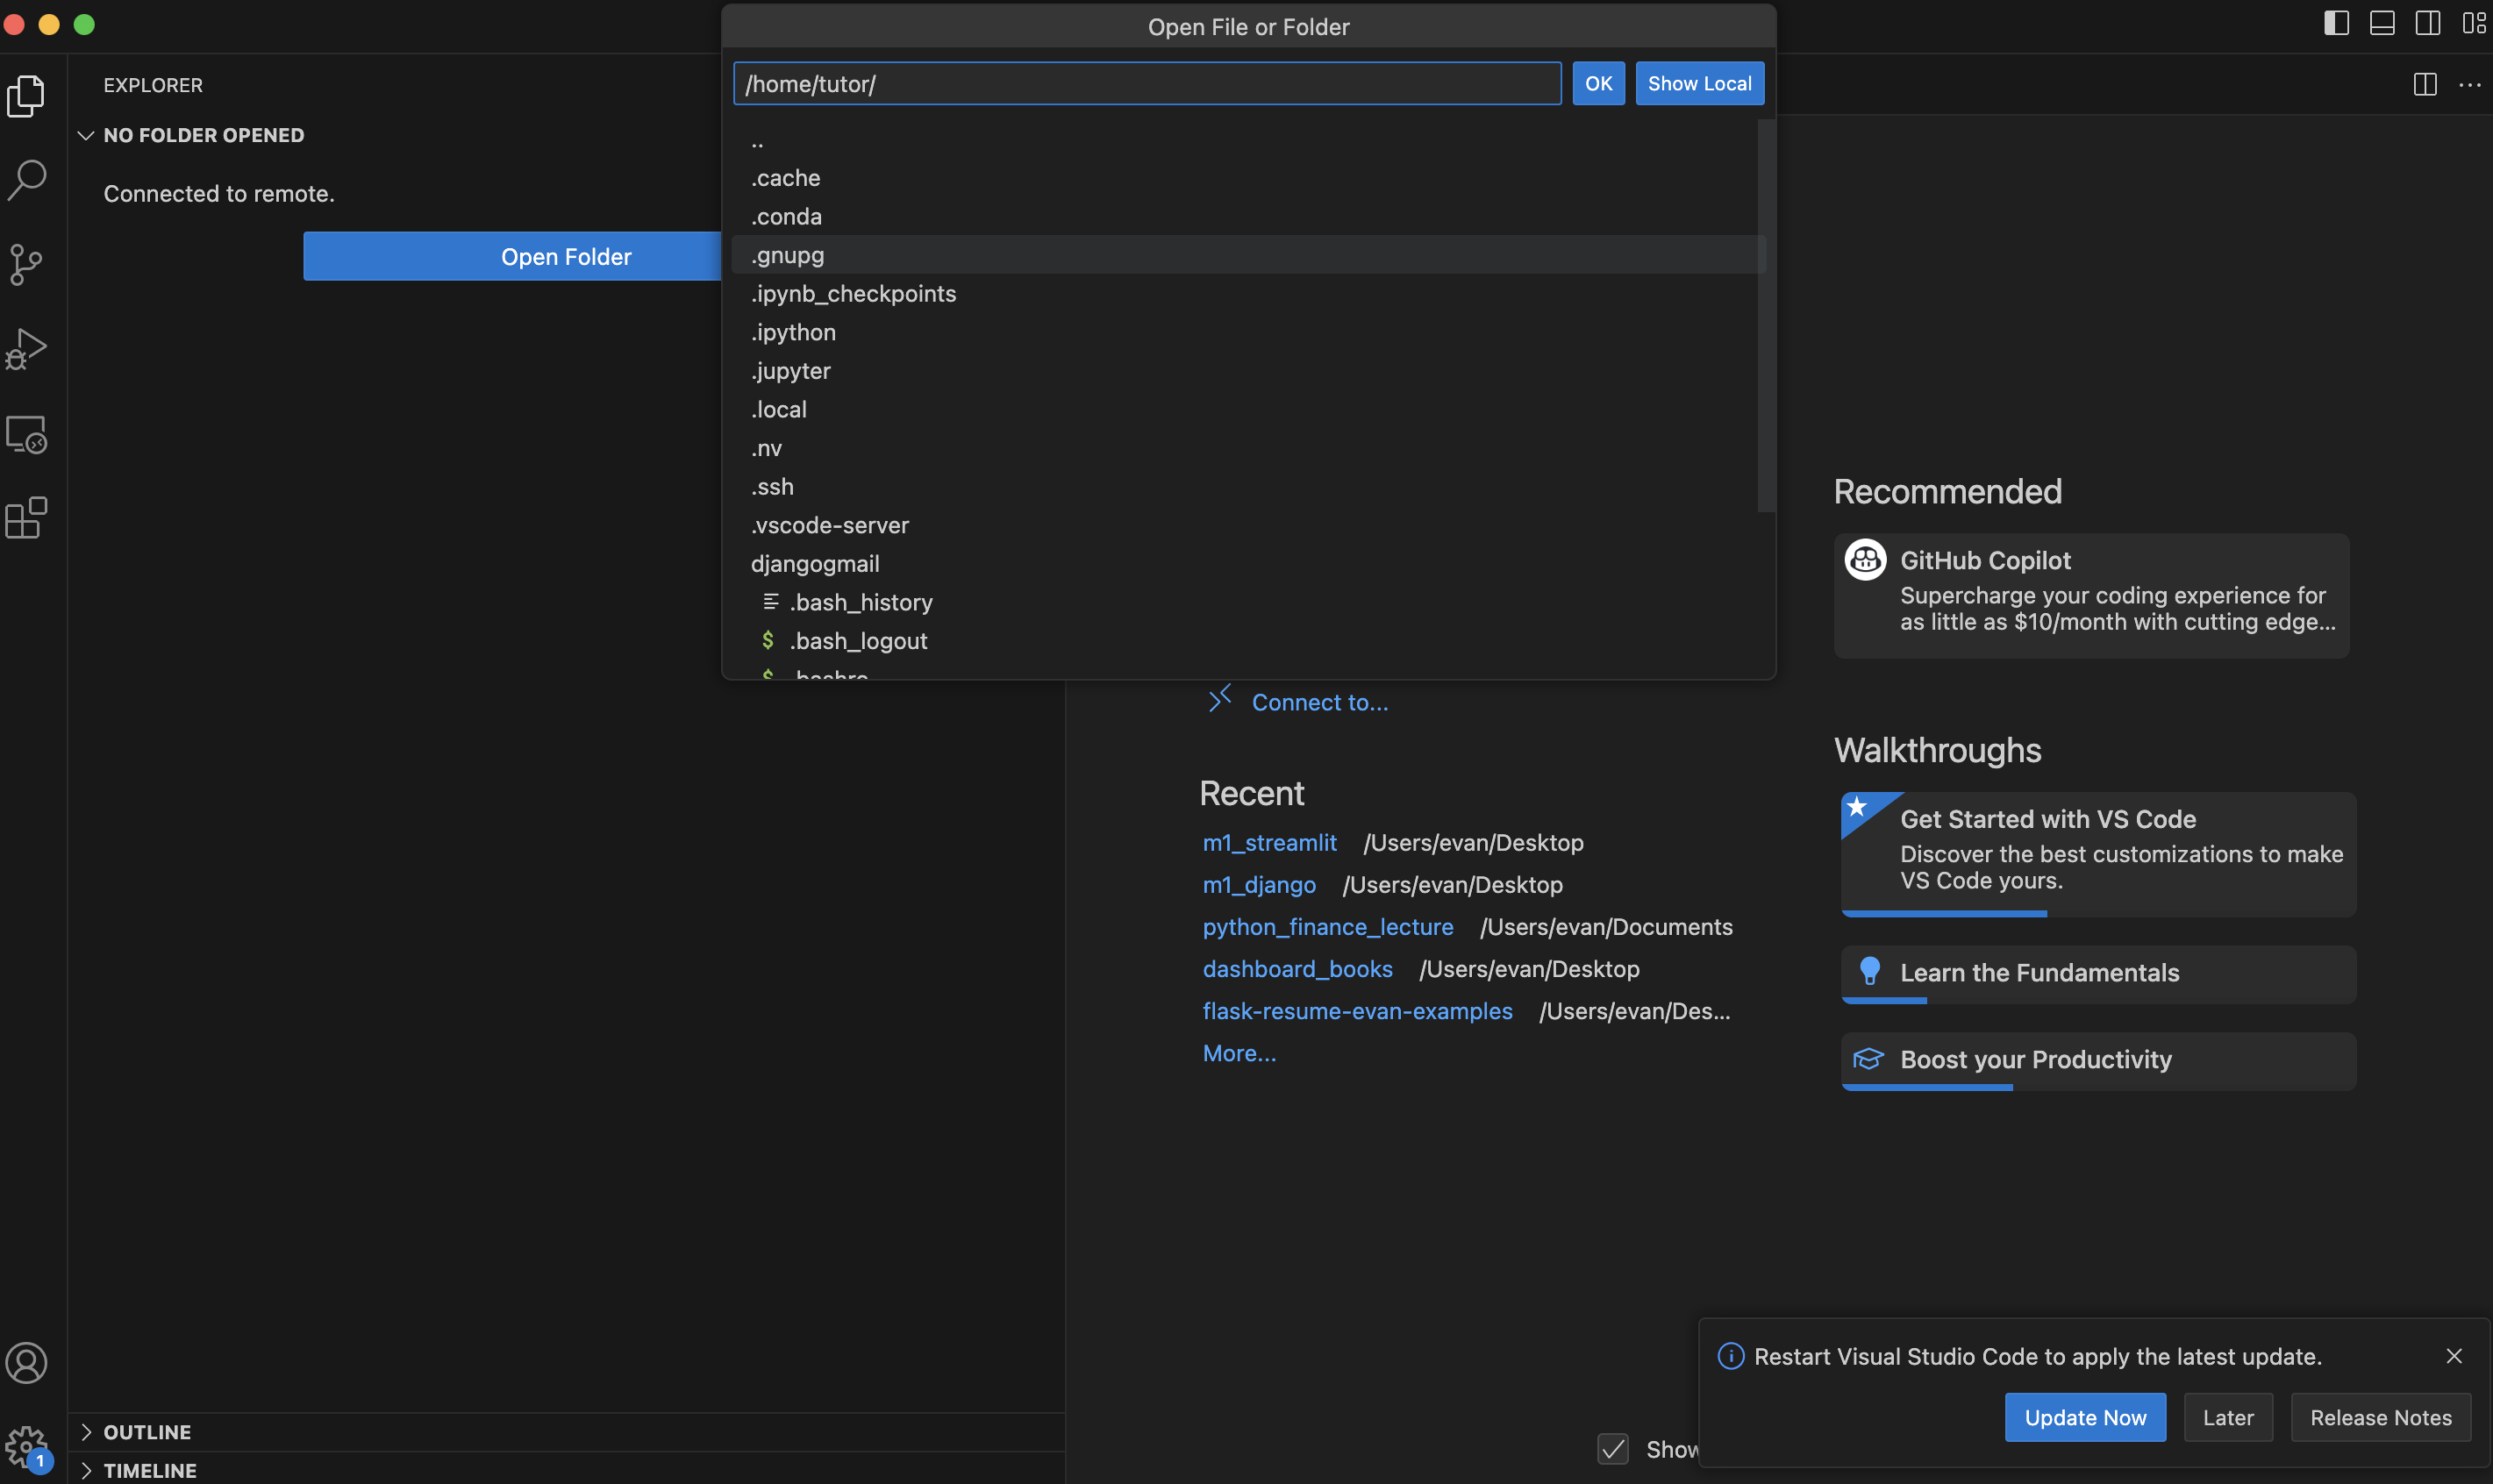 Open File or Folder
/home/tutor/
OK
Show Local
EXPLORER
NO FOLDER OPENED
Connected to remote.
Open Folder
..
.cache
.conda
.gnupg
.ipynb_checkpoints
.ipython
.jupyter
.local
.nv
.ssh
.vscode-server
djangogmail
.bash_history
$ .bash_logout
$ .bashrc
Connect to...
Recent
m1_streamlit /Users/evan/Desktop
m1_django /Users/evan/Desktop
python_finance_lecture /Users/evan/Documents
dashboard_books /Users/evan/Desktop
flask-resume-evan-examples /Users/evan/Des...
More...
Recommended
GitHub Copilot
Supercharge your coding experience for
as little as $10/month with cutting edge...
Walkthroughs
Get Started with VS Code
Discover the best customizations to make
VS Code yours.
Learn the Fundamentals
Boost your Productivity
Restart Visual Studio Code to apply the latest update.
Update Now
Later
Release Notes
Show
OUTLINE
TIMELINE
1